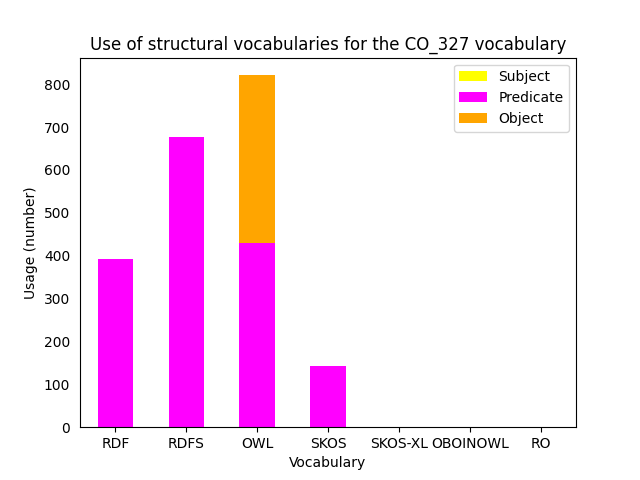 Use of structural vocabularies for the CO_327 vocabulary
Subject
Predicate
Object
Usage (number)
800
700
600
500
400
300
200
100
0
RDF RDFS OWL SKOS SKOS-XL OBOINOWL RO
Vocabulary